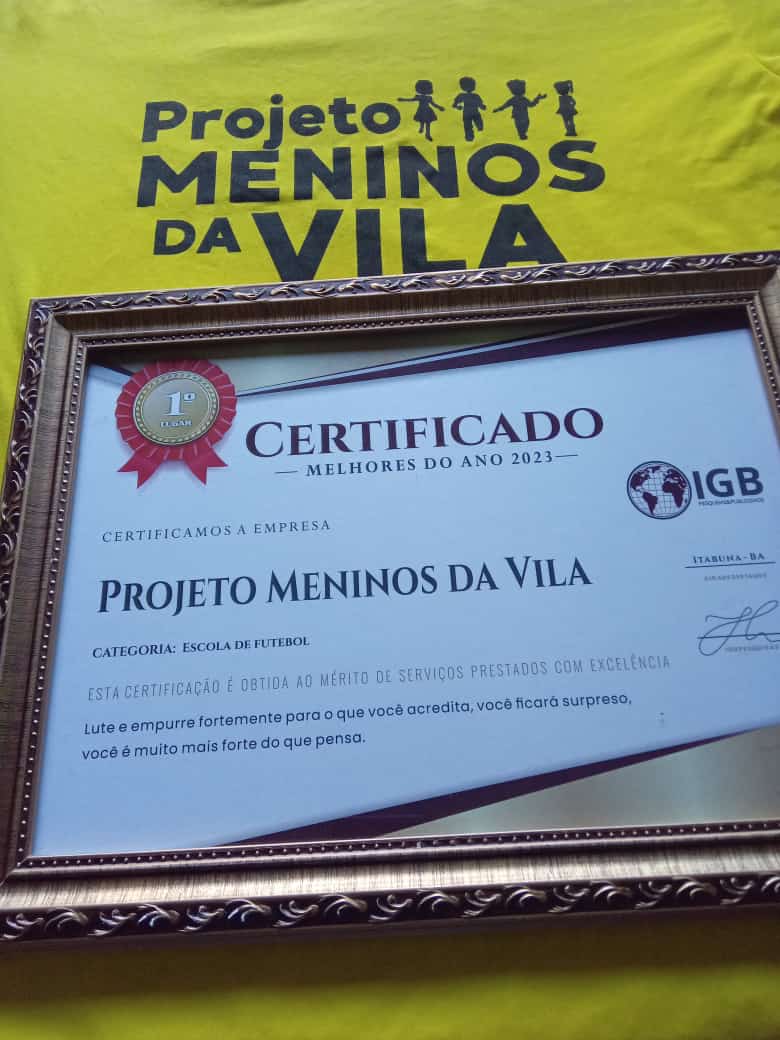 Projeto
MENINOS
DA VILA
1º
LUGAR
CERTIFICADO
MELHORES DO ANO 2023
IGB
PESQUISAS&PUBLICIDADE
CERTIFICAMOS A EMPRESA
ITABUNA-BA
PROJETO MENINOS DA VILA
CATEGORIA: ESCOLA DE FUTEBOL
ESTA CERTIFICAÇÃO É OBTIDA AO MÉRITO DE SERVIÇOS PRESTADOS COM EXCELÊNCIA
Lute e empurre fortemente para o que você acredita, você ficará surpreso,
você é muito mais forte do que pensa.